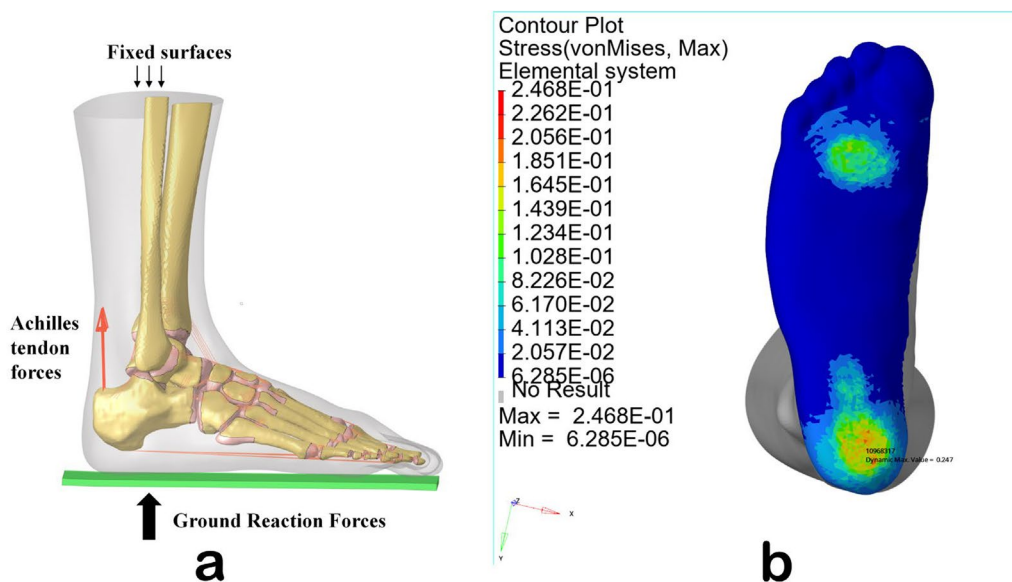 Fixed surfaces
Achilles
tendon
forces
Ground Reaction Forces
a
Contour Plot
Stress(vonMises, Max)
Elemental system
2.468E-01
2.262E-01
2.056E-01
1.851E-01
1.645E-01
1.439E-01
1.234E-01
1.028E-01
8.226E-02
6.170E-02
4.113E-02
2.057E-02
6.285E-06
No Result
Max = 2.468E-01
Min = 6.285E-06
10968317
Dynamic Max. Value = 0.247
Z
X
Y
b